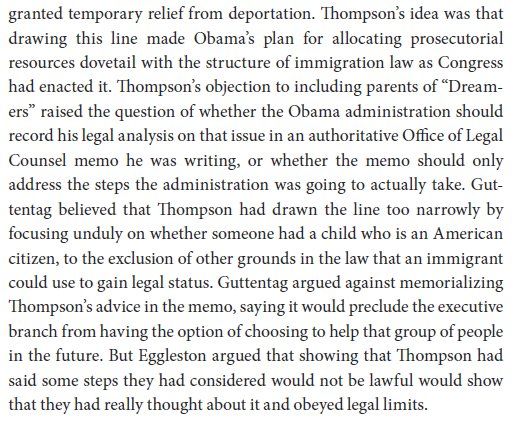 granted temporary relief from deportation. Thompson’s idea was that
drawing this line made Obama’s plan for allocating prosecutorial
resources dovetail with the structure of immigration law as Congress
had enacted it. Thompson’s objection to including parents of “Dream-
ers” raised the question of whether the Obama administration should
record his legal analysis on that issue in an authoritative Office of Legal
Counsel memo he was writing, or whether the memo should only
address the steps the administration was going to actually take. Gut-
tentag believed that Thompson had drawn the line too narrowly by
focusing unduly on whether someone had a child who is an American
citizen, to the exclusion of other grounds in the law that an immigrant
could use to gain legal status. Guttentag argued against memorializing
Thompson’s advice in the memo, saying it would preclude the executive
branch from having the option of choosing to help that group of people
in the future. But Eggleston argued that showing that Thompson had
said some steps they had considered would not be lawful would show
that they had really thought about it and obeyed legal limits.